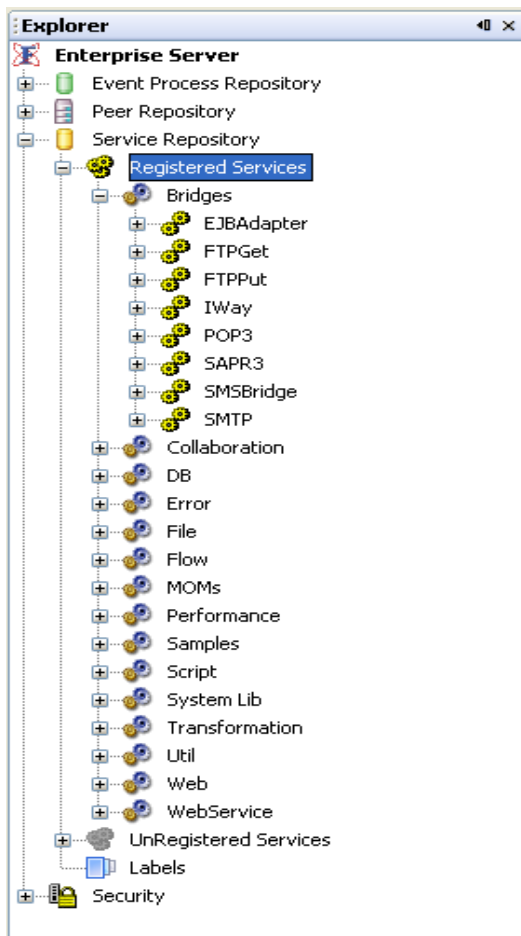 Explorer
Enterprise Server
Event Process Repository
Peer Repository
Service Repository
Registered Services
Bridges
EJBAdapter
FTPGet
FTPPut
IWay
POP3
SAPR3
SMSBridge
SMTP
Collaboration
DB
Error
File
Flow
MOMs
Performance
Samples
Script
System Lib
Transformation
Util
Web
WebService
UnRegistered Services
Labels
Security